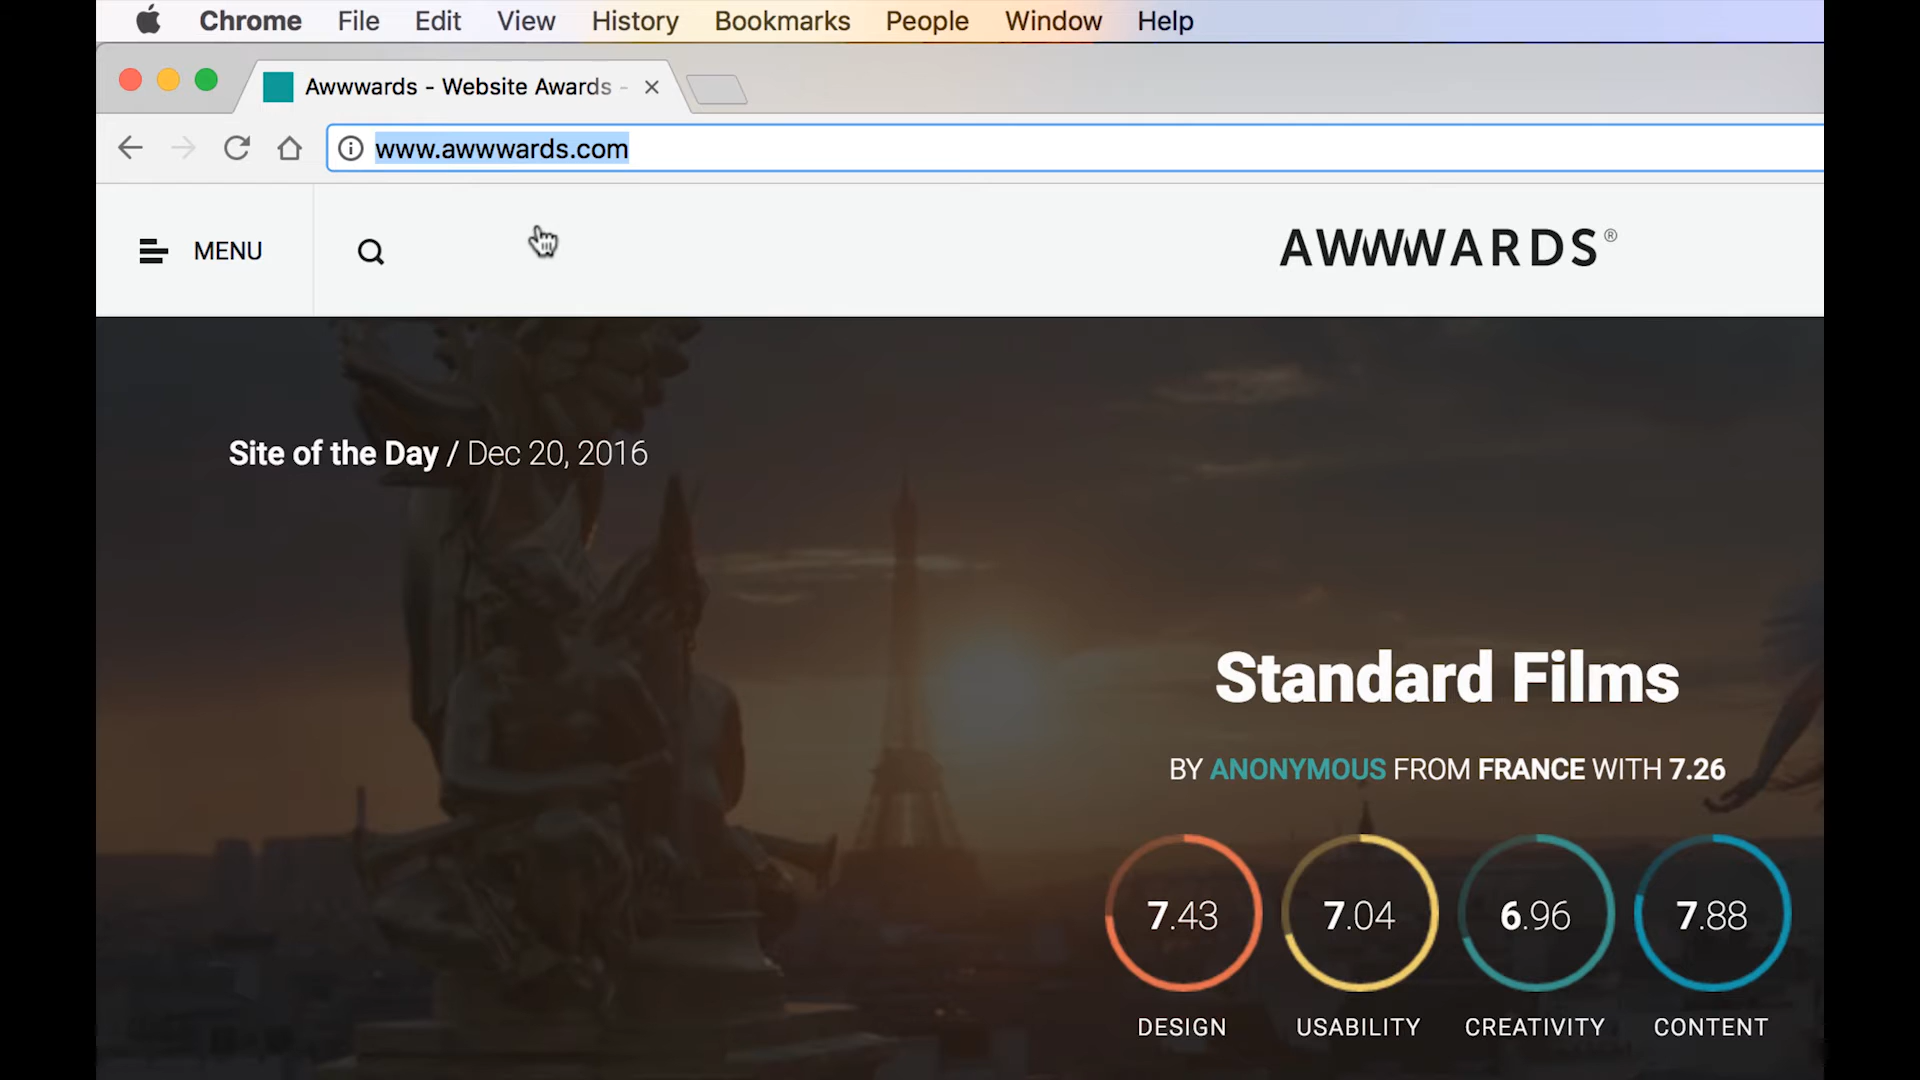 Chrome File Edit View History Bookmarks People Window Help
Awwwards - Website Awards -
www.awwwards.com
MENU
AWWWARDS®
Site of the Day / Dec 20, 2016
Standard Films
BY ANONYMOUS FROM FRANCE WITH 7.26
7.43 7.04 6.96 7.88
DESIGN USABILITY CREATIVITY CONTENT